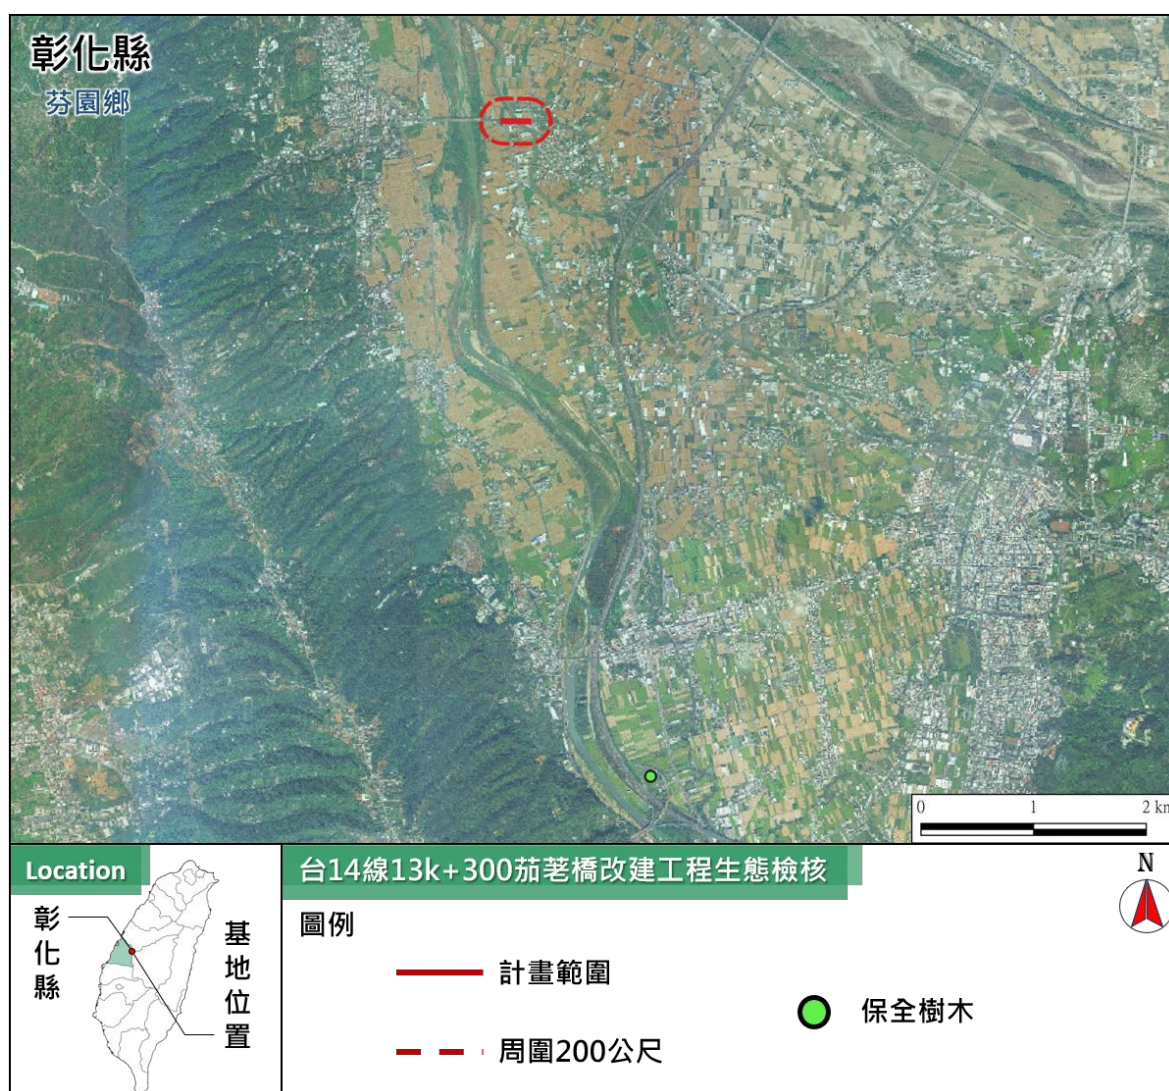 彰化縣
芬園鄉
0 1 2 km
Location
彰化縣
基地位置
台14線13k+300茄荖橋改建工程生態檢核
N
圖例
計畫範圍
保全樹木
周圍200公尺